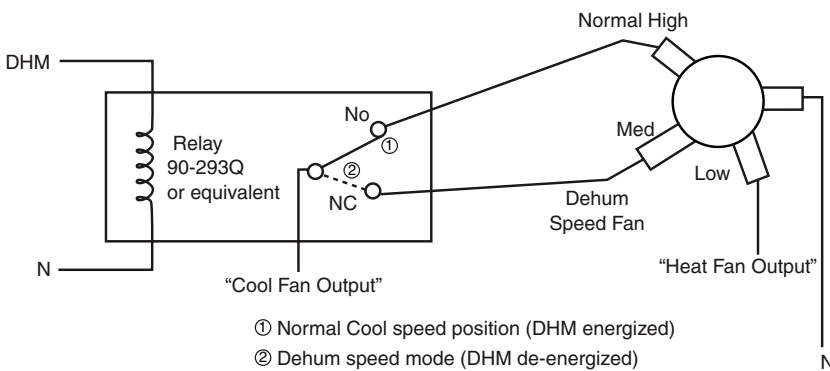 Normal High
DHM
No
①
Relay
90-293Q
or equivalent
②
NC
Med
Low
Dehum
Speed Fan
N
"Cool Fan Output"
"Heat Fan Output"
① Normal Cool speed position (DHM energized)
② Dehum speed mode (DHM de-energized)
N